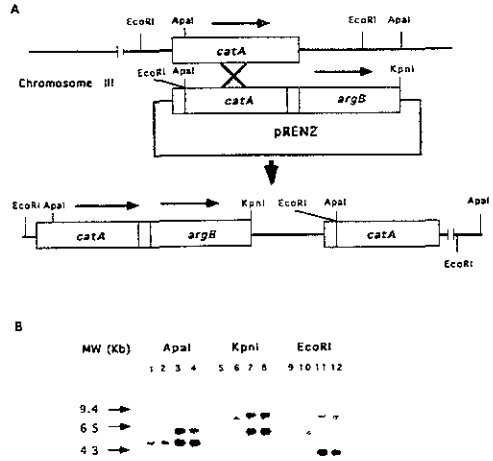 A
EcoRI ApaI EcoRI ApaI
catA
Chromosome III
EcoRI ApaI KpnI
catA argB
pRENZ
EcoRI ApaI KpnI EcoRI ApaI ApaI
catA argB catA
EcoRI
B
MW (Kb) ApaI KpnI EcoRI
1 2 3 4 5 6 7 8 9 10 11 12
9.4
6 5
4 3